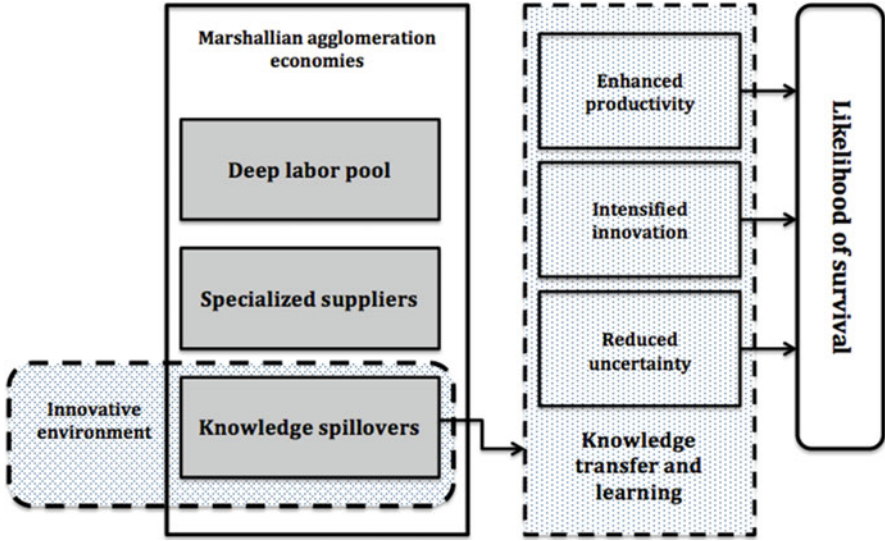 Marshallian agglomeration
economies
Deep labor pool
Specialized suppliers
Innovative
environment
Knowledge spillovers
Enhanced
productivity
Intensified
innovation
Reduced
uncertainty
Knowledge
transfer and
learning
Likelihood of survival